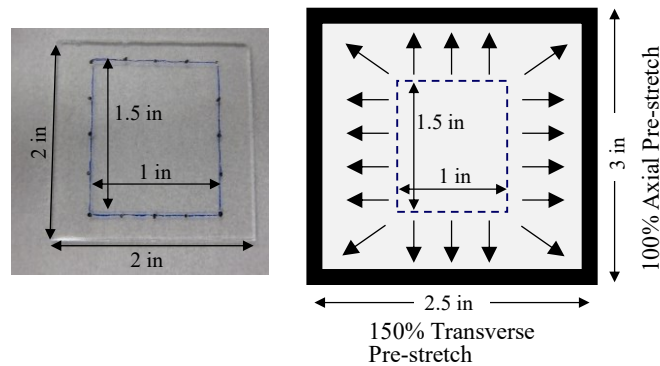 1.5 in
2 in
1 in
2 in
1.5 in
1 in
3 in
100% Axial Pre-stretch
2.5 in
150% Transverse
Pre-stretch